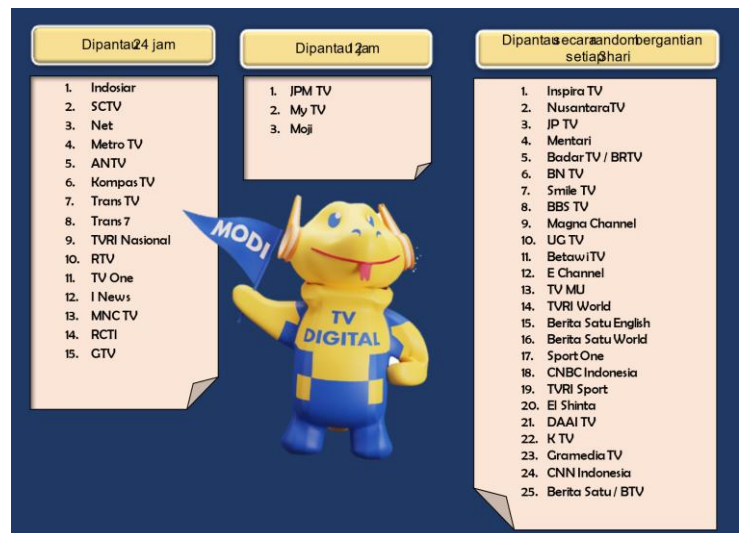 Dipantau 24 jam
1. Indosiar
2. SCTV
3. Net
4. Metro TV
5. ANTV
6. Kompas TV
7. Trans TV
8. Trans 7
9. TVRI Nasional
10. RTV
11. TV One
12. I News
13. MNC TV
14. RCTI
15. GTV
Dipantau 12 jam
1. JPM TV
2. My TV
3. Moji
MODI
TV
DIGITAL
Dipantau secara random bergantian
setiap 3 hari
1. Inspira TV
2. Nusantara TV
3. JP TV
4. Mentari
5. Badar TV / BRTV
6. BN TV
7. Smile TV
8. BBS TV
9. Magna Channel
10. UG TV
11. Betawi TV
12. E Channel
13. TV MU
14. TVRI World
15. Berita Satu English
16. Berita Satu World
17. Sport One
18. CNBC Indonesia
19. TVRI Sport
20. El Shinta
21. DAAI TV
22. K TV
23. Gramedia TV
24. CNN Indonesia
25. Berita Satu / BTV